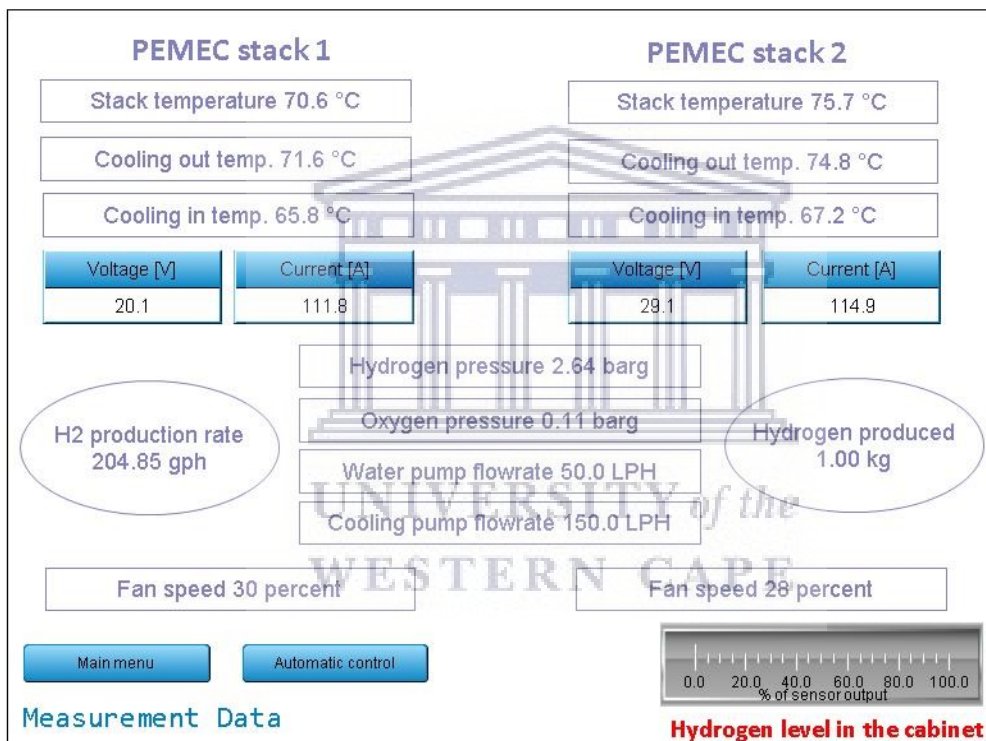 PEMEC stack 1
PEMEC stack 2
Stack temperature 70.6 °C
Stack temperature 75.7 °C
Cooling out temp. 71.6 °C
Cooling out temp. 74.8 °C
Cooling in temp. 65.8 °C
Cooling in temp. 67.2 °C
Voltage [V]
Current [A]
Voltage [V]
Current [A]
20.1
111.8
29.1
114.9
Hydrogen pressure 2.64 barg
Oxygen pressure 0.11 barg
H2 production rate
204.85 gph
Hydrogen produced
1.00 kg
Water pump flowrate 50.0 LPH
UNIVERSITY of the
Cooling pump flowrate 150.0 LPH
WESTERN CAPE
Fan speed 30 percent
Fan speed 28 percent
Main menu
Automatic control
0.0 20.0 40.0 60.0 80.0 100.0
% of sensor output
Measurement Data
Hydrogen level in the cabinet